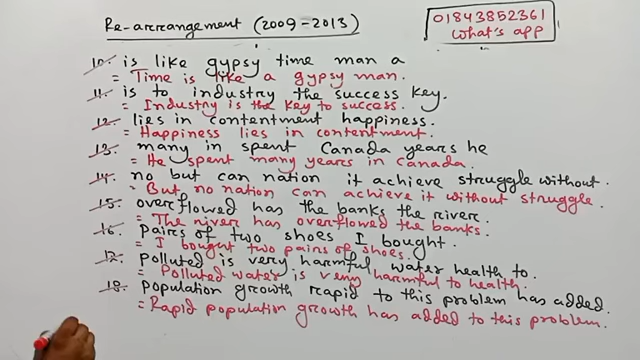 Re-arrangement (2009-2013)
01843852361
What's app
10. is like gypsy time man a
= Time is like a gypsy man.
11. is to industry the success key.
= Industry is the key to success.
12. lies in contentment happiness.
= Happiness lies in contentment.
13. many in spent Canada years he
= He spent many years in Canada.
14. no but can nation it achieve struggle without.
= But no nation can achieve it without struggle.
15. overflowed has the banks the river.
= The river has overflowed the banks.
16. pairs of two shoes I bought.
= I bought two pairs of shoes.
17. polluted is very harmful water health to.
= Polluted water is very harmful to health.
18. population growth rapid to this problem has added.
= Rapid population growth has added to this problem.